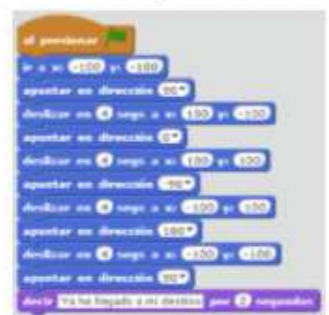 al presionar
ir a x: -100 y: -100
apuntar en dirección 90
deslizar en 4 segs a x: 100 y: -100
apuntar en dirección 0
deslizar en 4 segs a x: 100 y: 100
apuntar en dirección -90
deslizar en 4 segs a x: -100 y: 100
apuntar en dirección 180
deslizar en 4 segs a x: -100 y: -100
apuntar en dirección 90
decir Ya he llegado a mi destino por 2 segundos